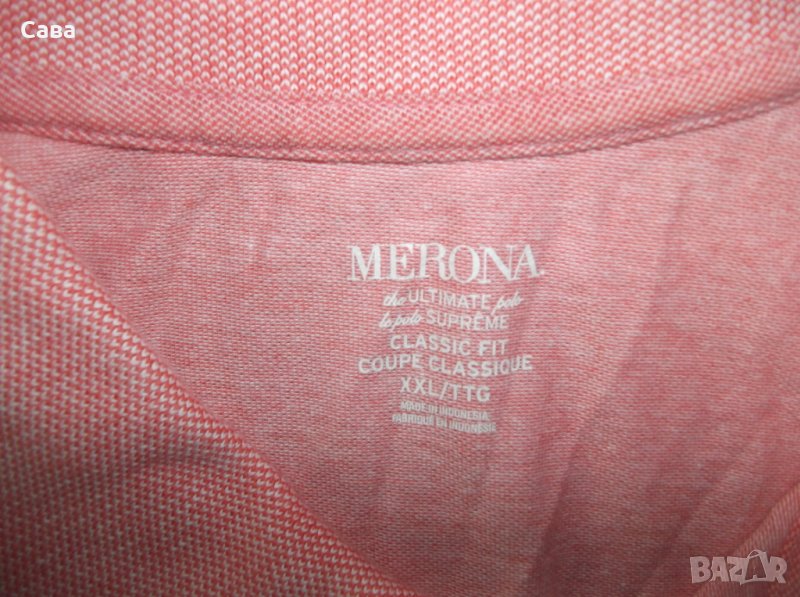 Сава
MERONA
the ULTIMATE polo
le polo SUPRÊME
CLASSIC FIT
COUPE CLASSIQUE
XXL/TTG
MADE IN INDONESIA
FABRIQUÉ EN INDONÉSIE
BAZAR